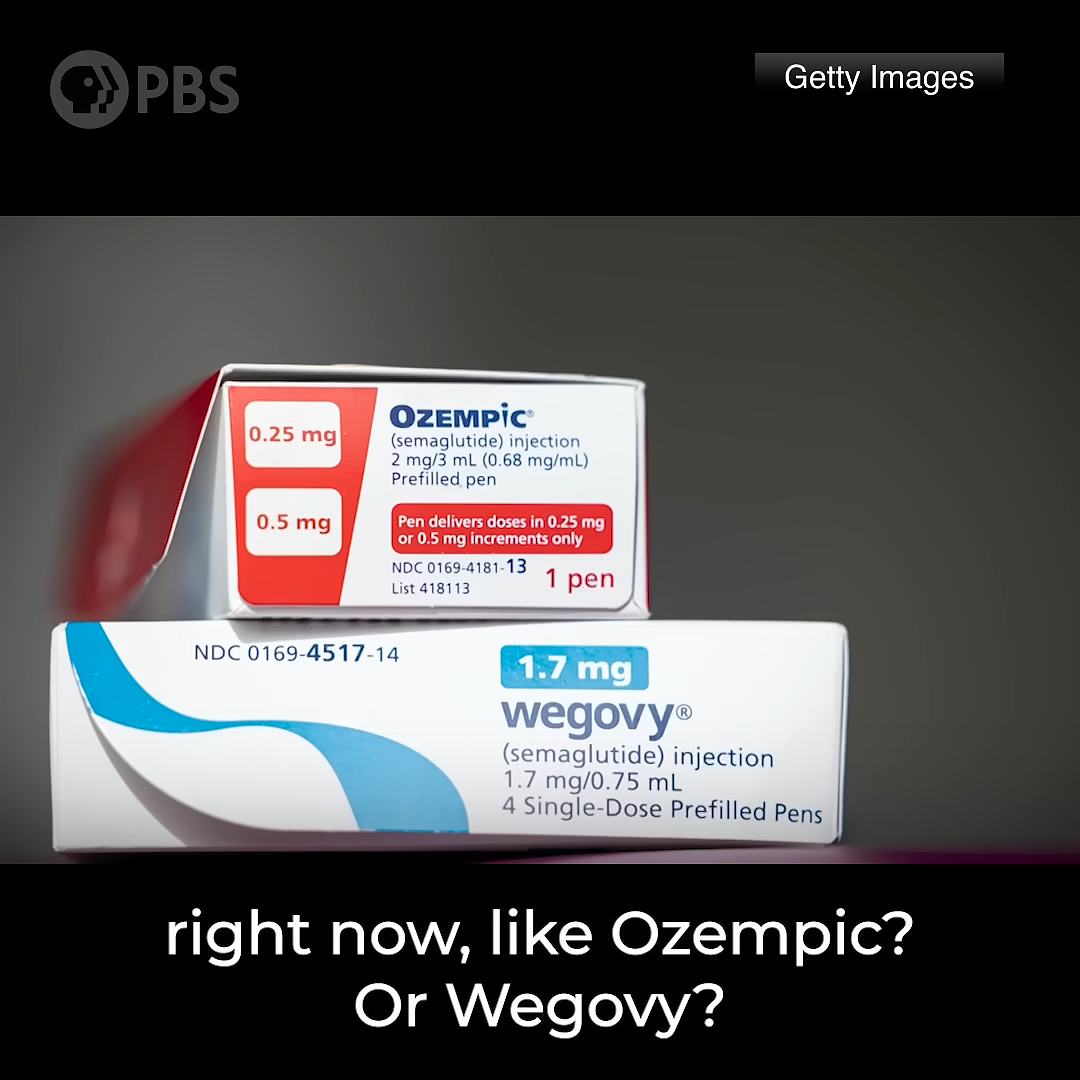 PBS
Getty Images
0.25 mg
0.5 mg
OZEMPIC®
(semaglutide) injection
2 mg/3 mL (0.68 mg/mL)
Prefilled pen
Pen delivers doses in 0.25 mg
or 0.5 mg increments only
NDC 0169-4181-13
List 418113
1 pen
NDC 0169-4517-14
1.7 mg
wegovy®
(semaglutide) injection
1.7 mg/0.75 mL
4 Single-Dose Prefilled Pens
right now, like Ozempic?
Or Wegovy?